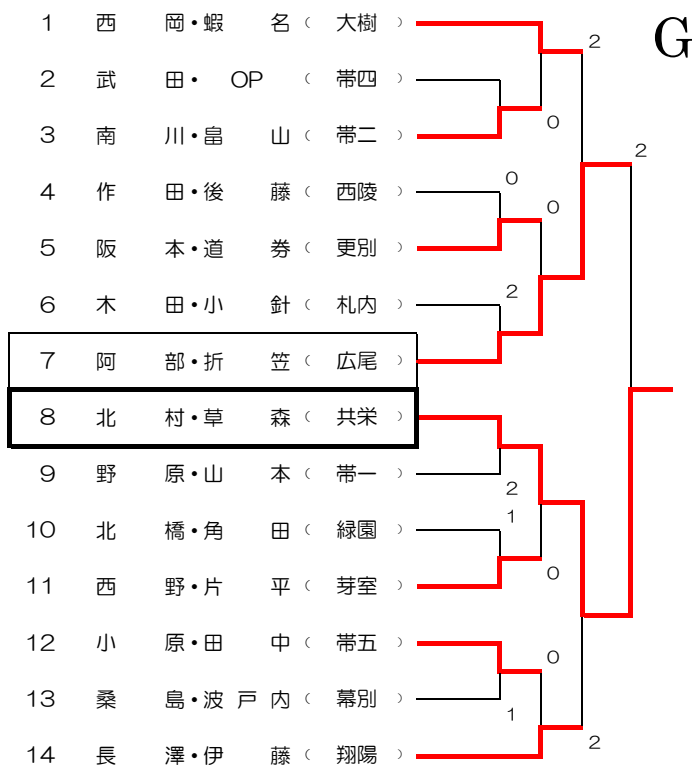 G
1 西 岡・蝦 名 ( 大樹 )
2
2 武 田・ OP ( 帯四 )
0
3 南 川・畠 山 ( 帯二 )
2
4 作 田・後 藤 ( 西陵 )
0
0
5 阪 本・道 券 ( 更別 )
6 木 田・小 針 ( 札内 )
2
7 阿 部・折 笠 ( 広尾 )
8 北 村・草 森 ( 共栄 )
9 野 原・山 本 ( 帯一 )
2
1
10 北 橋・角 田 ( 緑園 )
0
11 西 野・片 平 ( 芽室 )
12 小 原・田 中 ( 帯五 )
0
13 桑 島・波 戸 内 ( 幕別 )
1
2
14 長 澤・伊 藤 ( 翔陽 )